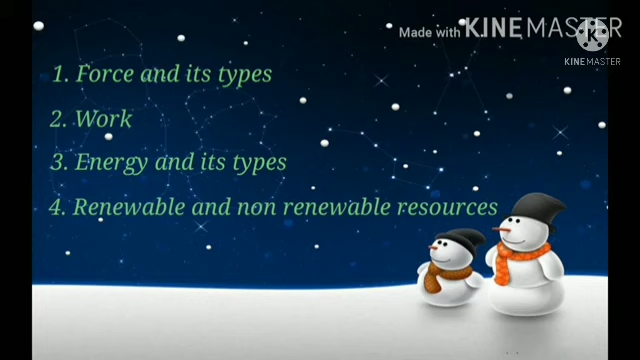 Made with KINEMASTER
KINEMASTER
1. Force and its types
2. Work
3. Energy and its types
4. Renewable and non renewable resources